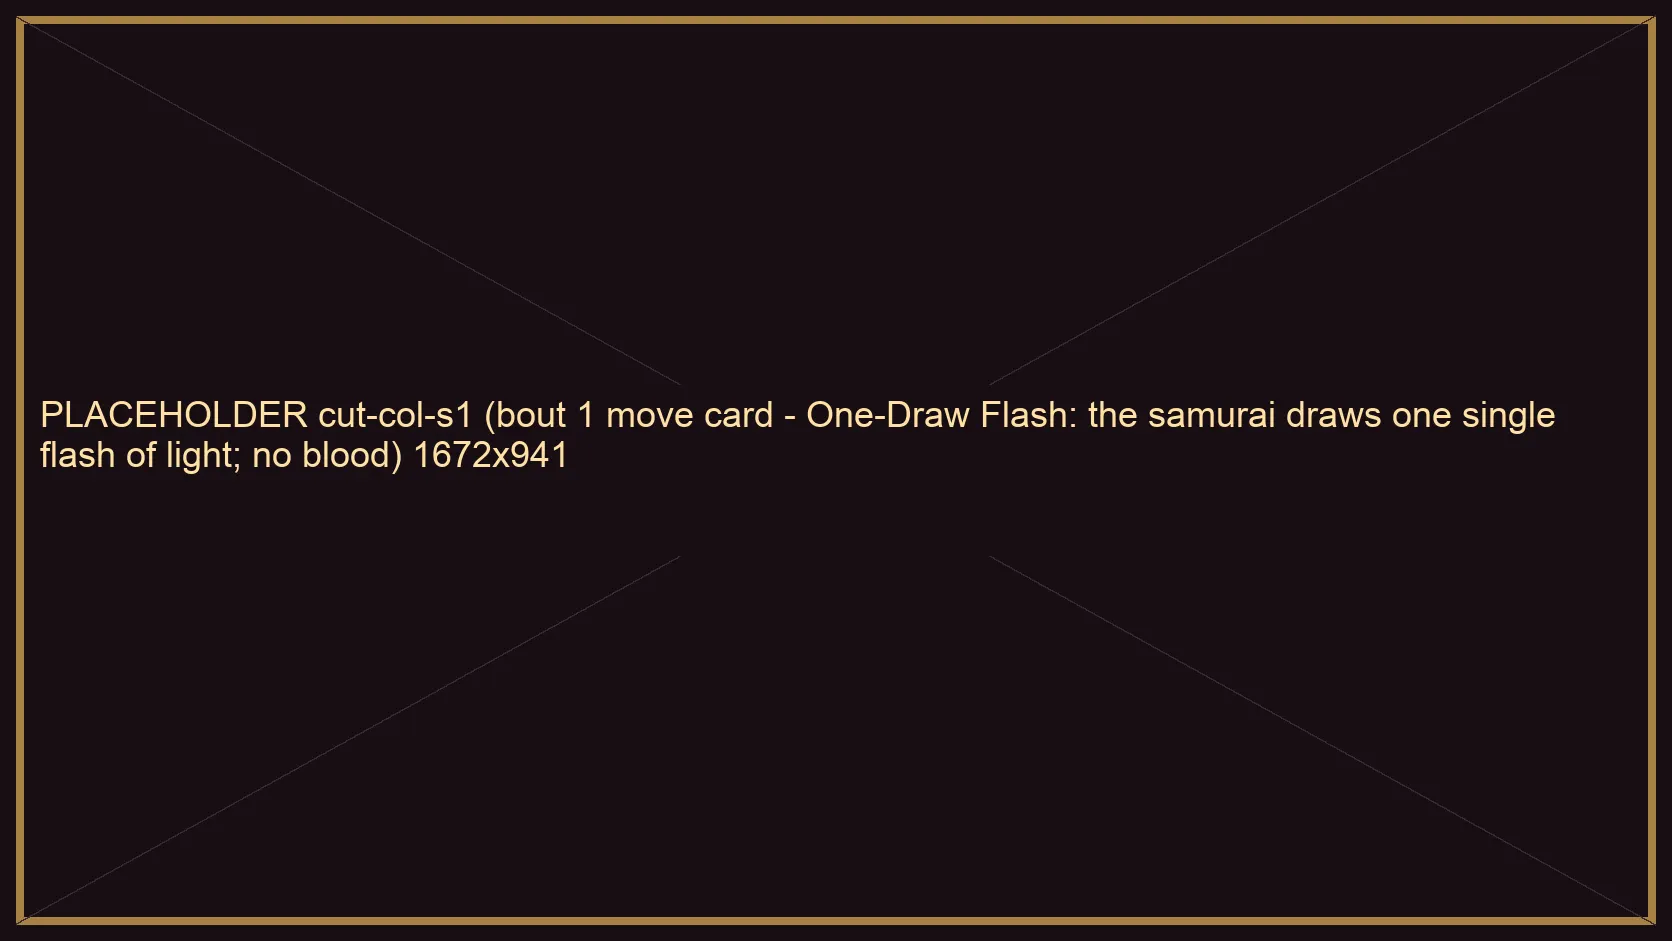 PLACEHOLDER cut-col-s1 (bout 1 move card - One-Draw Flash: the samurai draws one single
flash of light; no blood) 1672x941